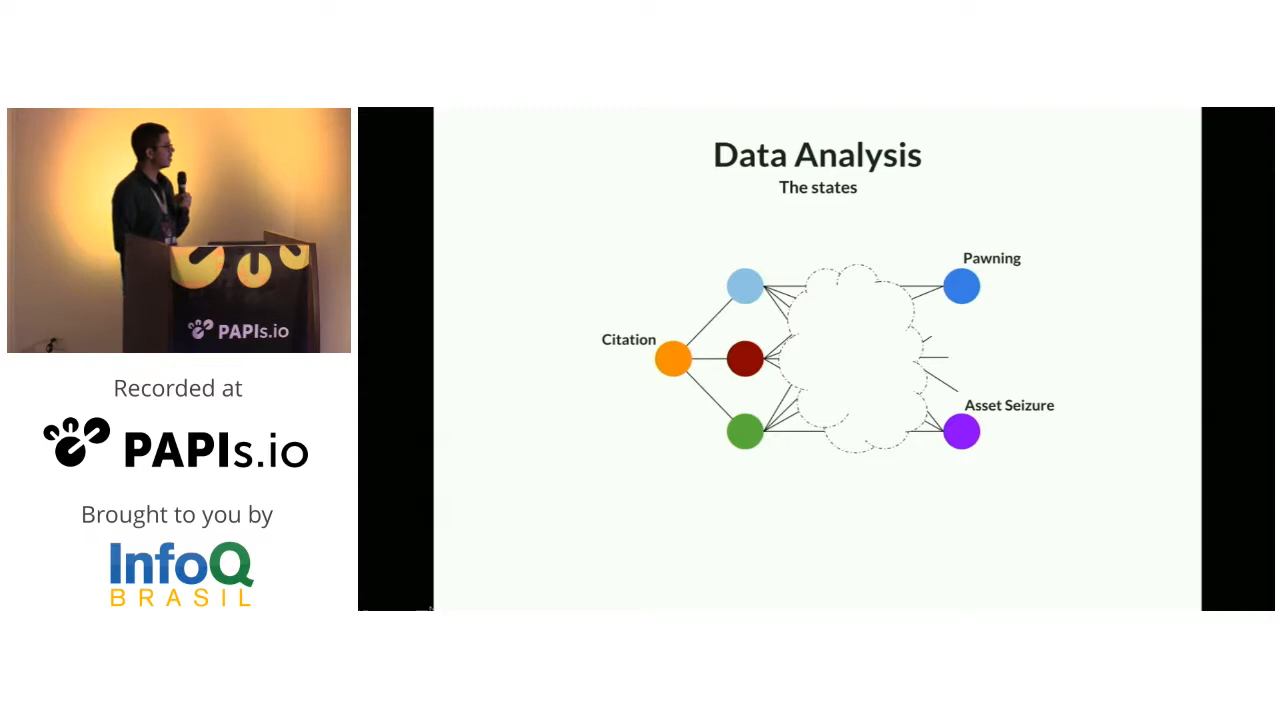 PAPIs.io
Recorded at
PAPIs.io
Brought to you by
InfoQ
BRASIL
Data Analysis
The states
Pawning
Citation
Asset Seizure